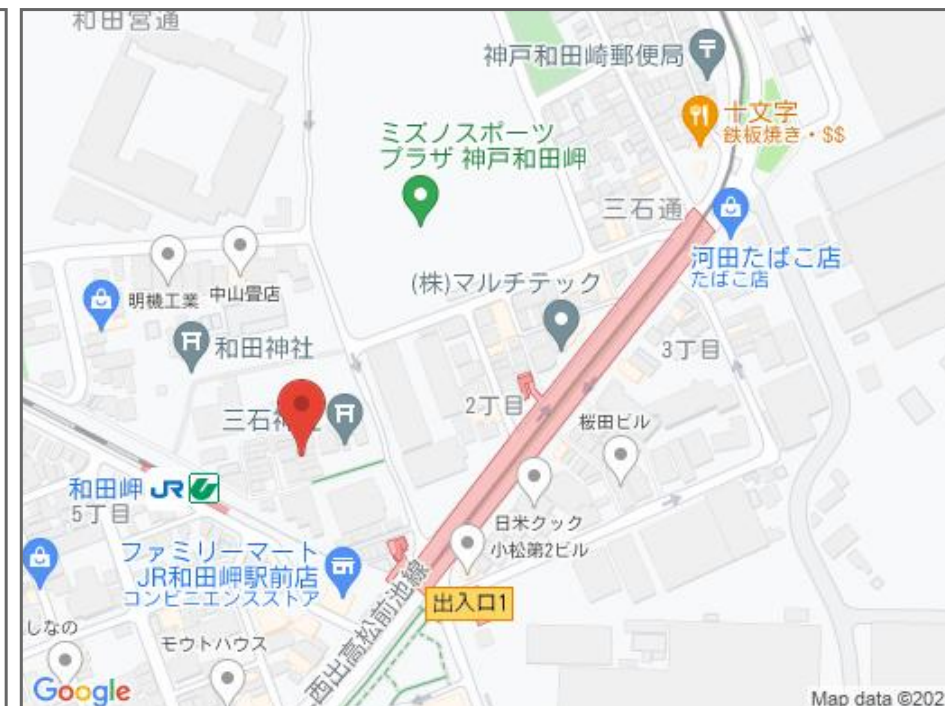 和田宮通
神戸和田崎郵便局
十文字
鉄板焼き・$$
ミズノスポーツ
プラザ 神戸和田岬
三石通
河田たばこ店
たばこ店
(株)マルチテック
明機工業
中山畳店
和田神社
3丁目
2丁目
三石神
桜田ビル
和田岬 JR
5丁目
日米クック
小松第2ビル
ファミリーマート
JR和田岬駅前店
コンビニエンスストア
出入口1
西出高松前池線
しなの
モウトハウス
Google
Map data ©202